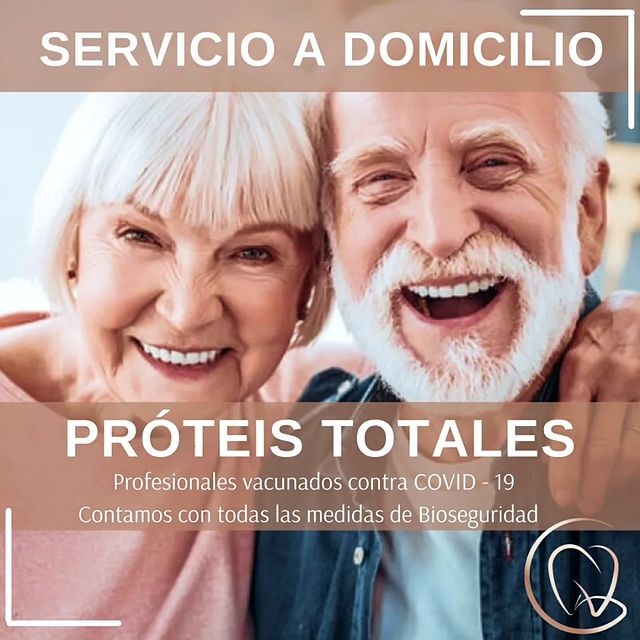 SERVICIO A DOMICILIO
PRÓTEIS TOTALES
Profesionales vacunados contra COVID - 19
Contamos con todas las medidas de Bioseguridad